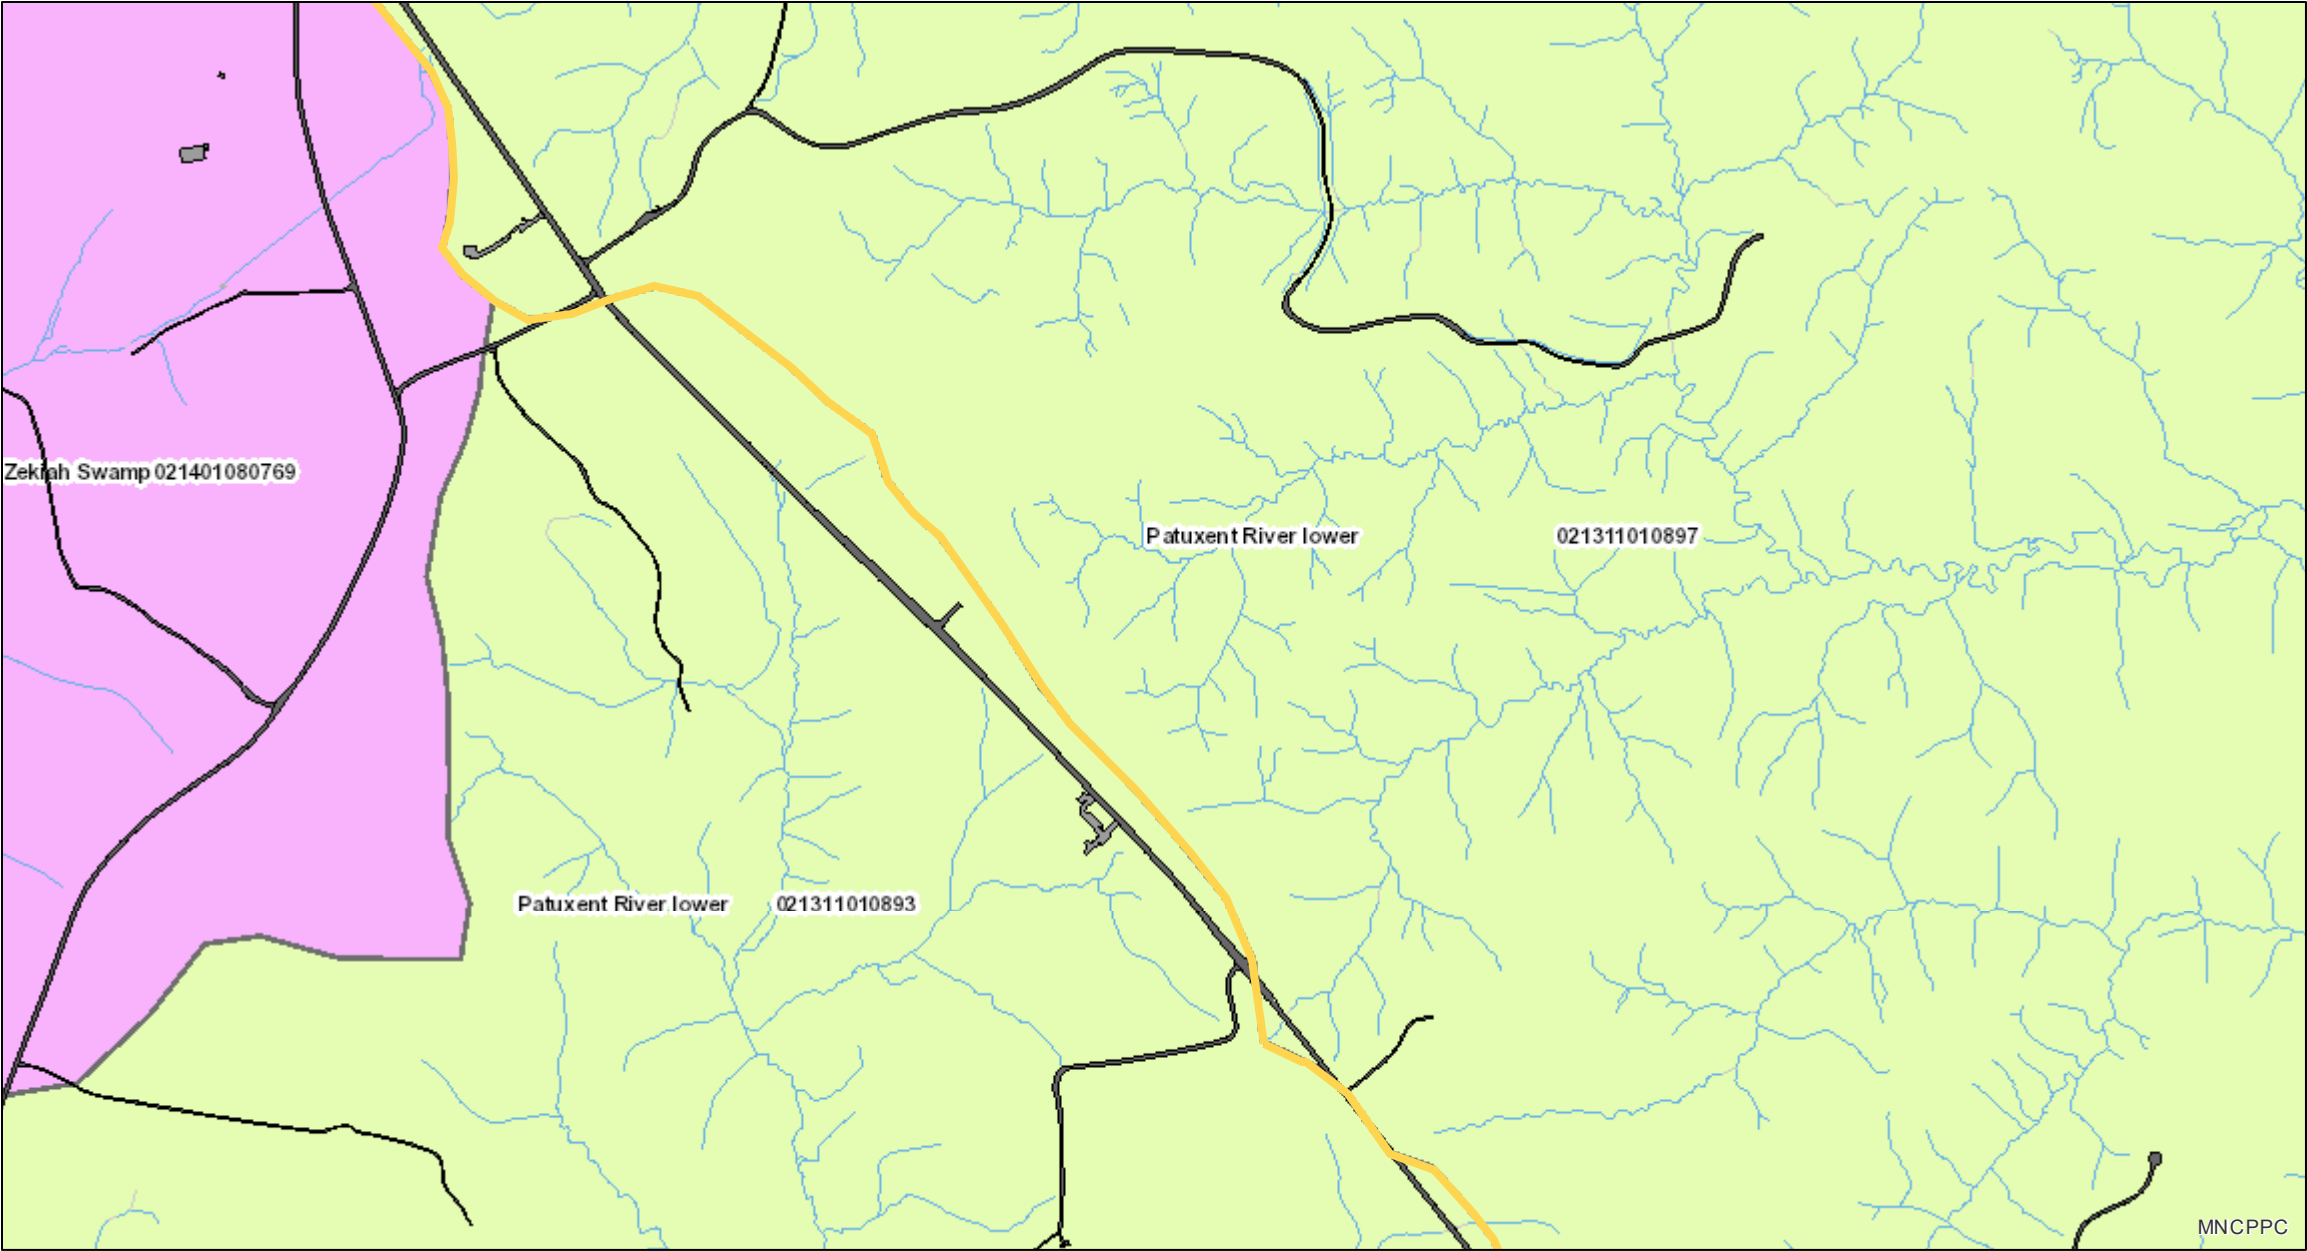 Zekiah Swamp 021401080769
Patuxent River lower 021311010897
Patuxent River lower 021311010893
MNCPPC